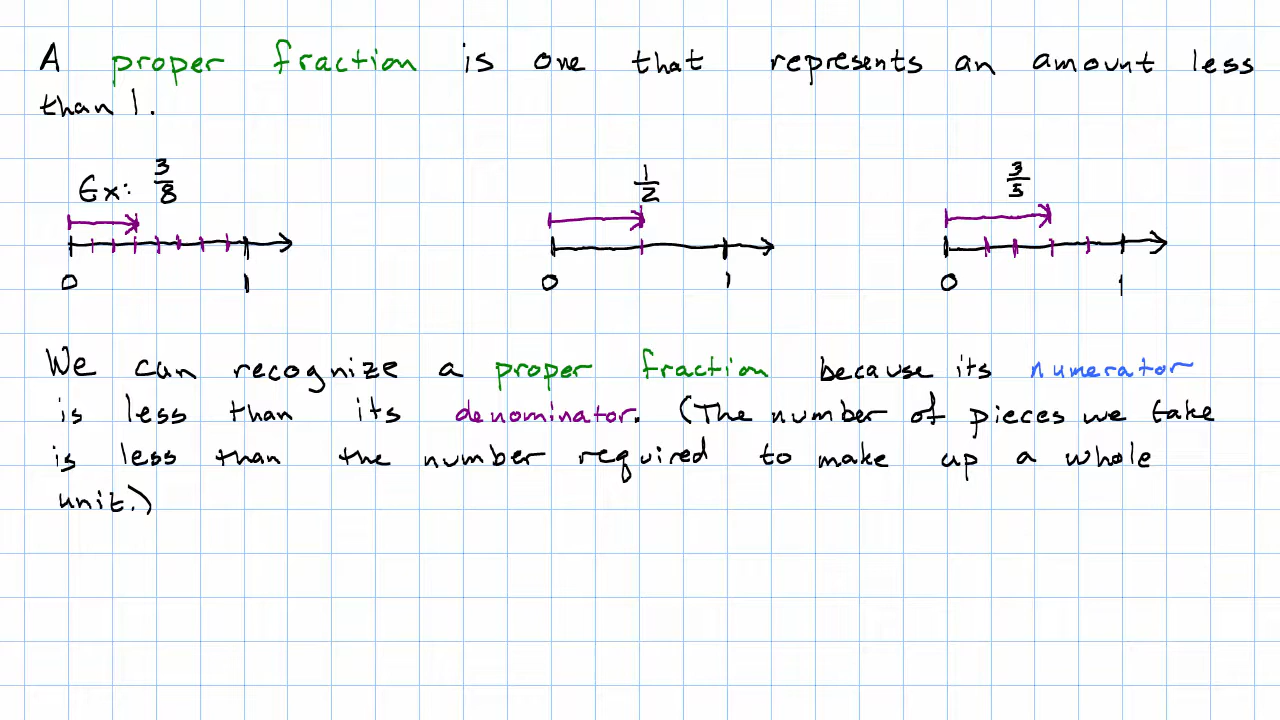 A proper fraction is one that represents an amount less
than 1.
Ex: 3/8 1/2 3/5
0 1 0 1 0 1
We can recognize a proper fraction because its numerator
is less than its denominator. (The number of pieces we take
is less than the number required to make up a whole
unit.)